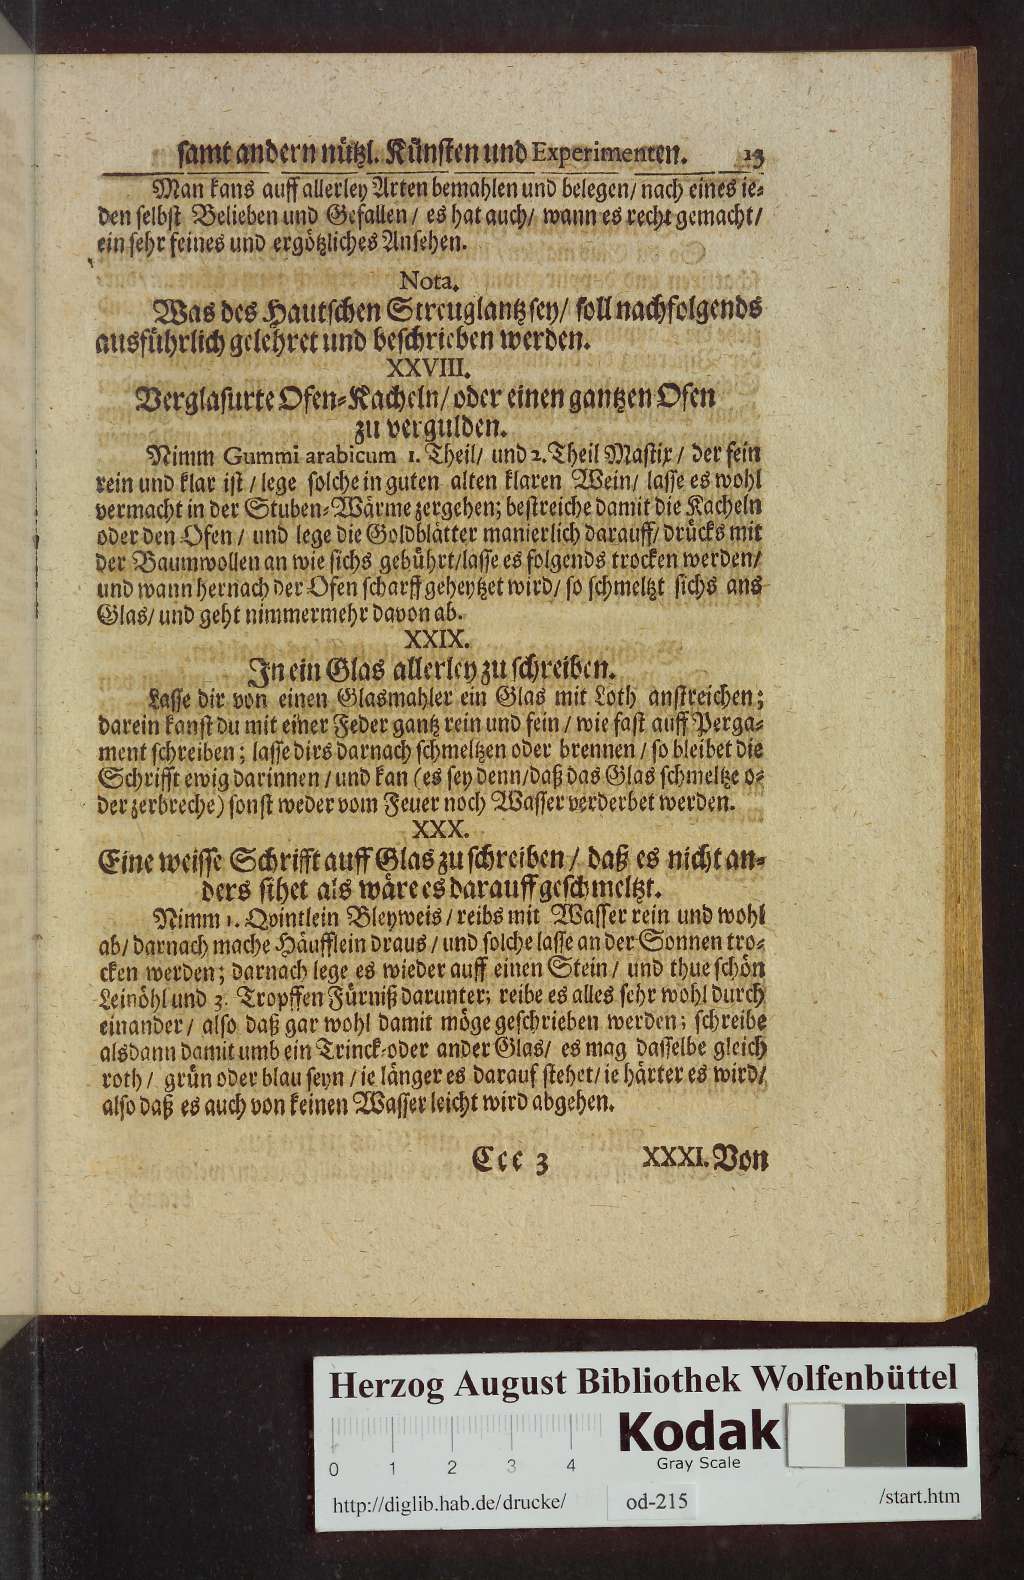 samt andern nützl. Künsten und Experimenten. 13
Man kans auff allerley Arten bemahlen und belegen/ nach eines ie-
den selbst Belieben und Gefallen / es hat auch/ wann es recht gemacht/
ein sehr feines und ergötzliches Ansehen.
Nota.
Was des Hautschen Streuglantz sey/ soll nachfolgends
ausführlich gelehret und beschrieben werden.
XXVIII.
Verglasurte Ofen-Kacheln/ oder einen gantzen Ofen
zu vergulden.
Nimm Gummi arabicum 1. Theil/ und 2. Theil Mastix / der fein
rein und klar ist / lege solche in guten alten klaren Wein/ lasse es wohl
vermacht in der Stuben-Wärme zergehen; bestreiche damit die Kacheln
oder den Ofen / und lege die Goldblätter manierlich darauff/ drücks mit
der Baumwollen an wie sichs gebührt/lasse es folgends trocken werden/
und wann hernach der Ofen scharff geheytzet wird/ so schmeltzt sichs ans
Glas/ und geht nimmermehr davon ab.
XXIX.
In ein Glas allerley zu schreiben.
Lasse dir von einen Glasmahler ein Glas mit Loth anstreichen;
darein kanst du mit einer Feder gantz rein und fein / wie fast auff Perga-
ment schreiben; lasse dirs darnach schmeltzen oder brennen / so bleibet die
Schrifft ewig darinnen / und kan (es sey denn/daß das Glas schmeltze o-
der zerbreche) sonst weder vom Feuer noch Wasser verderbet werden.
XXX.
Eine weisse Schrifft auff Glas zu schreiben / daß es nicht an-
ders sihet als wäre es darauff geschmeltzt.
Nimm 1. Qvintlein Bleyweis / reibs mit Wasser rein und wohl
ab/ darnach mache Häufflein draus / und solche lasse an der Sonnen tro-
cken werden; darnach lege es wieder auff einen Stein / und thue schön
Leinöhl und 3. Tropffen Fürniß darunter; reibe es alles sehr wohl durch
einander / also daß gar wohl damit möge geschrieben werden; schreibe
alsdann damit umb ein Trinck-oder ander Glas/ es mag dasselbe gleich
roth / grün oder blau seyn / ie länger es darauf stehet/ ie härter es wird/
also daß es auch von keinen Wasser leicht wird abgehen.
Ccc 3 XXXI. Von
Herzog August Bibliothek Wolfenbüttel
Kodak
Gray Scale
0 1 2 3 4
http://diglib.hab.de/drucke/ od-215 /start.htm